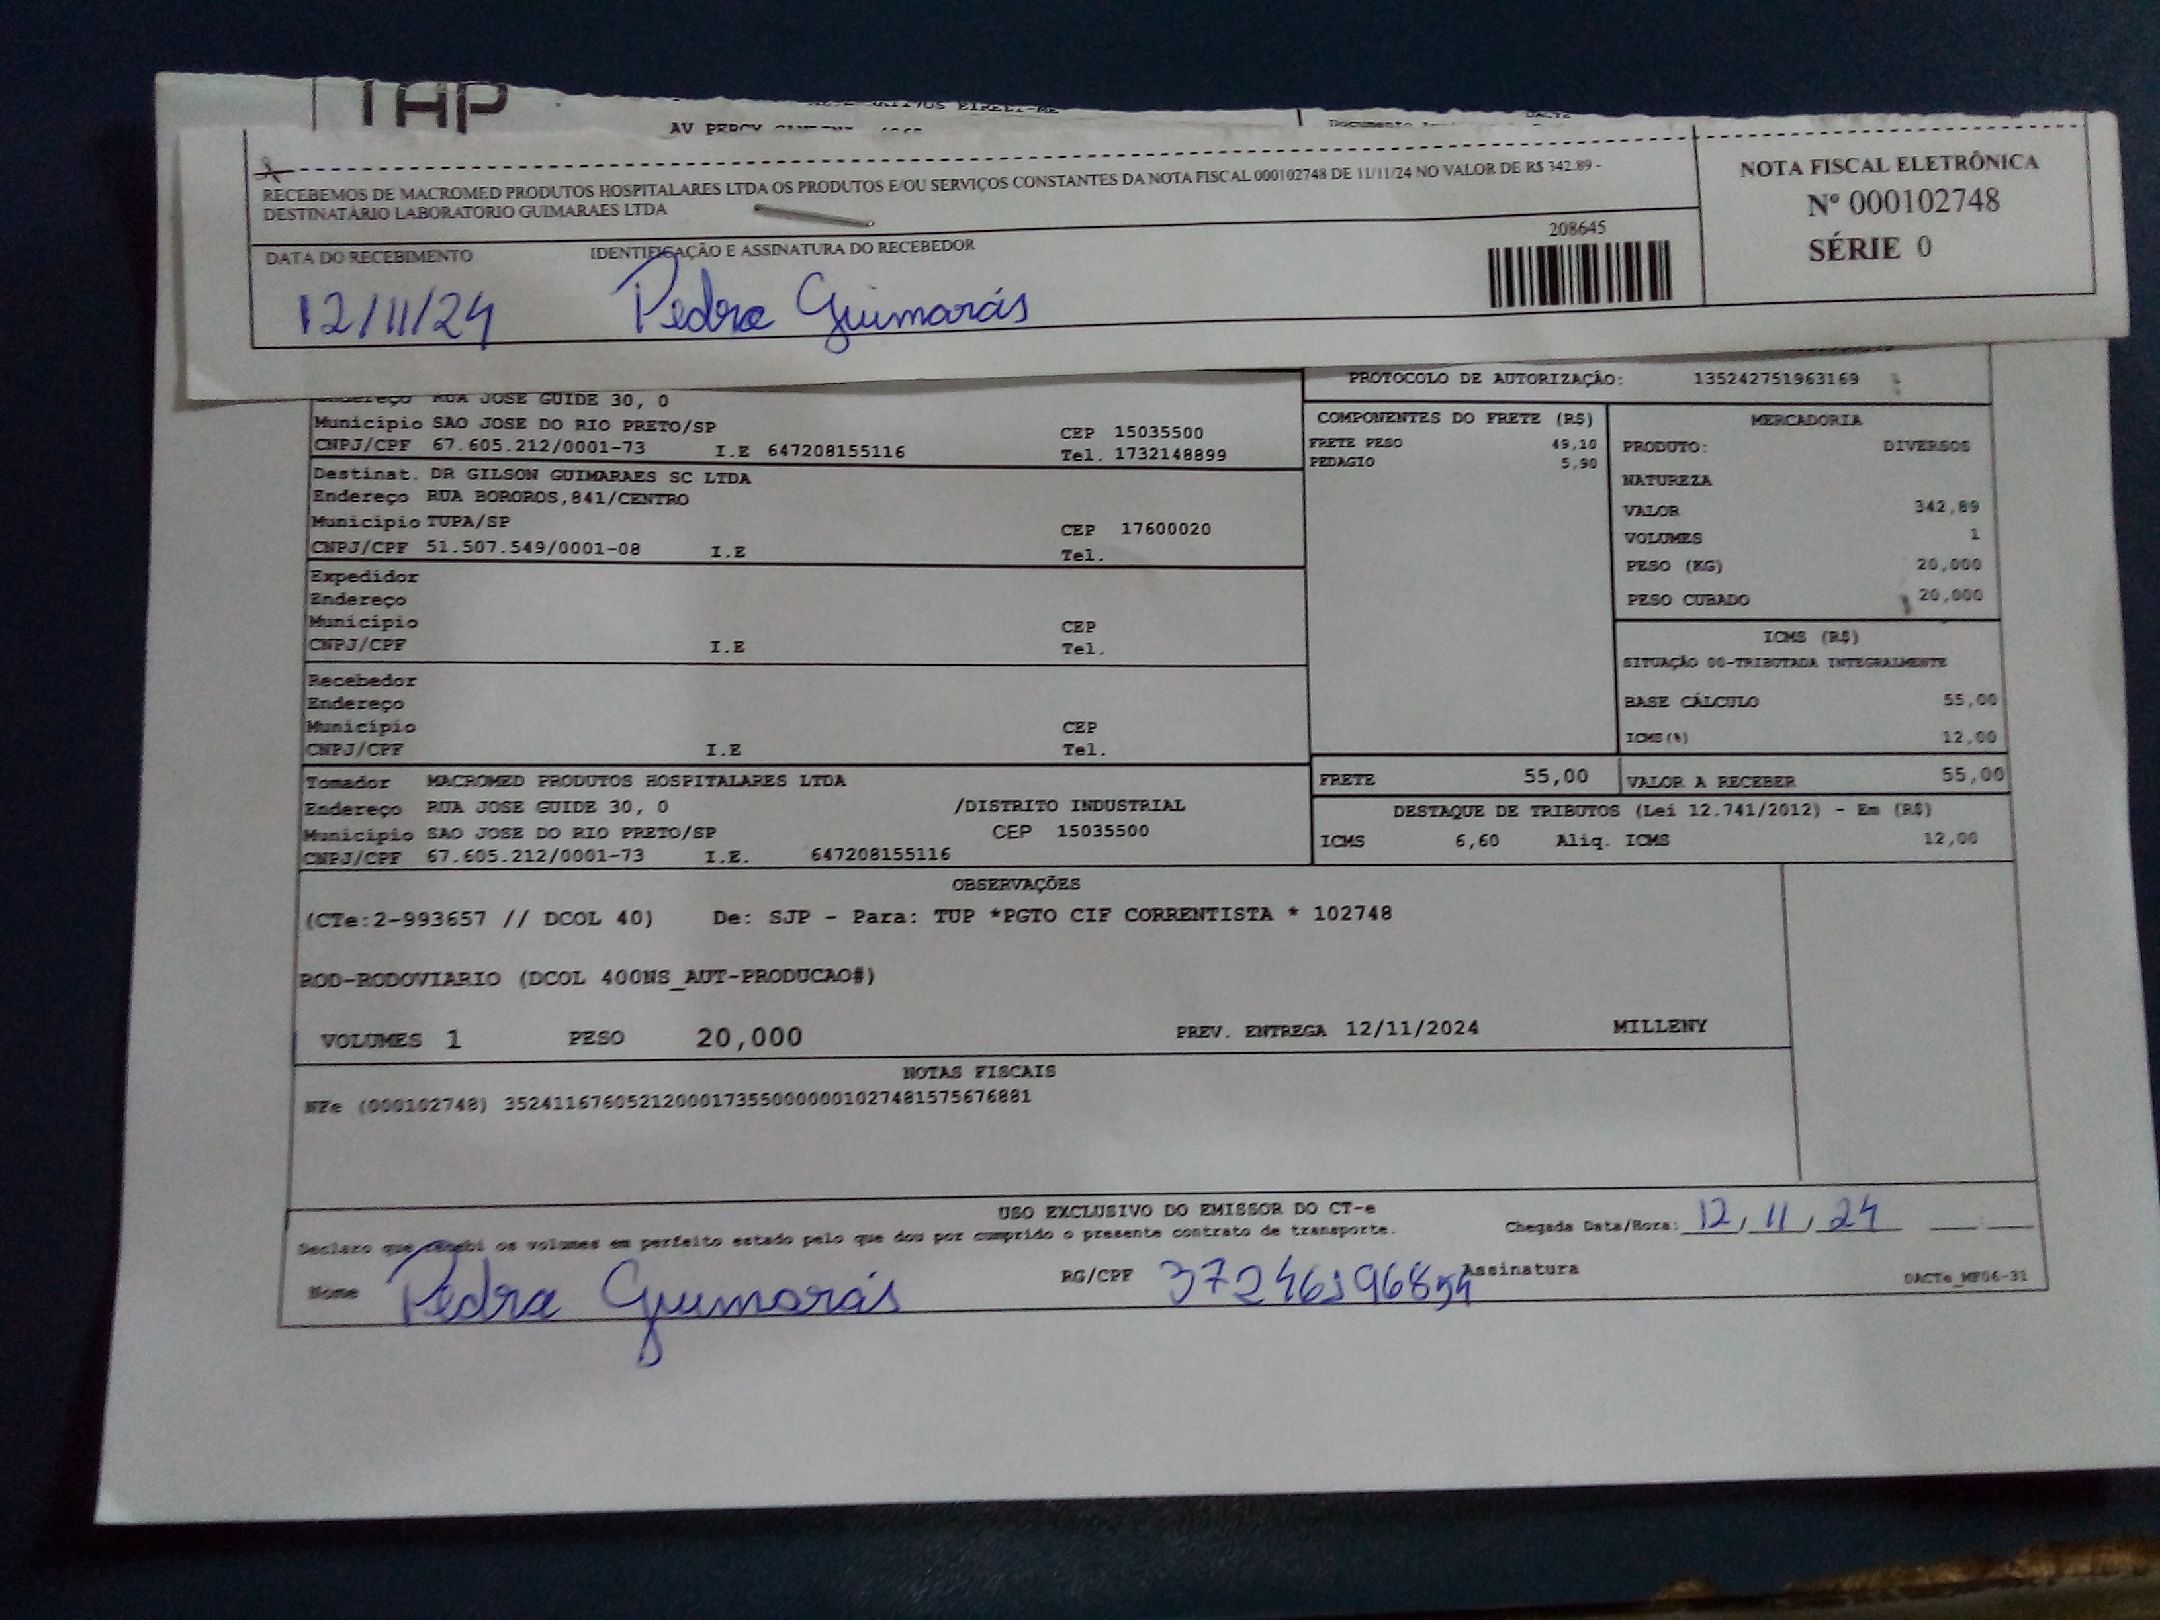 TAP
RECEBEMOS DE MACROMED PRODUTOS HOSPITALARES LTDA OS PRODUTOS E/OU SERVIÇOS CONSTANTES DA NOTA FISCAL 000102748 DE 11/11/24 NO VALOR DE R$ 342.89 -
DESTINATÁRIO LABORATORIO GUIMARAES LTDA
NOTA FISCAL ELETRÔNICA
Nº 000102748
SÉRIE 0
DATA DO RECEBIMENTO IDENTIFICAÇÃO E ASSINATURA DO RECEBEDOR 208645
12/11/24 Pedra Guimarás
PROTOCOLO DE AUTORIZAÇÃO: 135242751963169
Endereço RUA JOSE GUIDE 30, 0
Município SAO JOSE DO RIO PRETO/SP CEP 15035500
CNPJ/CPF 67.605.212/0001-73 I.E 647208155116 Tel. 1732148899
Destinat. DR GILSON GUIMARAES SC LTDA
Endereço RUA BOROROS,841/CENTRO
Município TUPA/SP CEP 17600020
CNPJ/CPF 51.507.549/0001-08 I.E Tel.
Expedidor
Endereço
Município CEP
CNPJ/CPF I.E Tel.
Recebedor
Endereço
Município CEP
CNPJ/CPF I.E Tel.
Tomador MACROMED PRODUTOS HOSPITALARES LTDA
Endereço RUA JOSE GUIDE 30, 0 /DISTRITO INDUSTRIAL
Município SAO JOSE DO RIO PRETO/SP CEP 15035500
CNPJ/CPF 67.605.212/0001-73 I.E. 647208155116
COMPONENTES DO FRETE (R$)
FRETE PESO 49,10
PEDAGIO 5,90
MERCADORIA
PRODUTO: DIVERSOS
NATUREZA
VALOR 342,89
VOLUMES 1
PESO (KG) 20,000
PESO CUBADO 20,000
ICMS (R$)
SITUAÇÃO 00-TRIBUTADA INTEGRALMENTE
BASE CÁLCULO 55,00
ICMS(%) 12,00
FRETE 55,00 VALOR A RECEBER 55,00
DESTAQUE DE TRIBUTOS (Lei 12.741/2012) - Em (R$)
ICMS 6,60 Aliq. ICMS 12,00
OBSERVAÇÕES
(CTe:2-993657 // DCOL 40) De: SJP - Para: TUP *PGTO CIF CORRENTISTA * 102748
ROD-RODOVIARIO (DCOL 400NS_AUT-PRODUCAO#)
VOLUMES 1 PESO 20,000 PREV. ENTREGA 12/11/2024 MILLENY
NOTAS FISCAIS
NFe (000102748) 35241167605212000173550000001027481575676881
USO EXCLUSIVO DO EMISSOR DO CT-e
Declaro que recebi os volumes em perfeito estado pelo que dou por cumprido o presente contrato de transporte. Chegada Data/Hora: 12/11/24
Nome Pedra Guimarás RG/CPF 37246196854 Assinatura DACTe_MF06-31